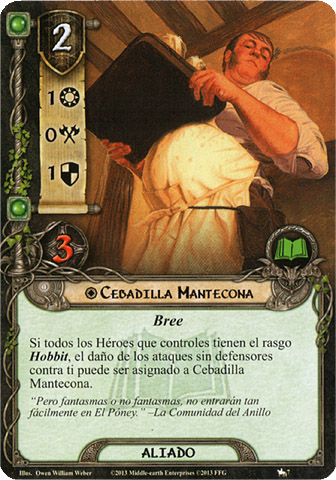 2
1
0
1
3
Cebadilla Mantecona
Bree
Si todos los Héroes que controles tienen el rasgo
Hobbit, el daño de los ataques sin defensores
contra ti puede ser asignado a Cebadilla
Mantecona.
"Pero fantasmas o no fantasmas, no entrarán tan
fácilmente en El Póney." –La Comunidad del Anillo
ALIADO
Illus. Owen William Weber ©2013 Middle-earth Enterprises ©2013 FFG